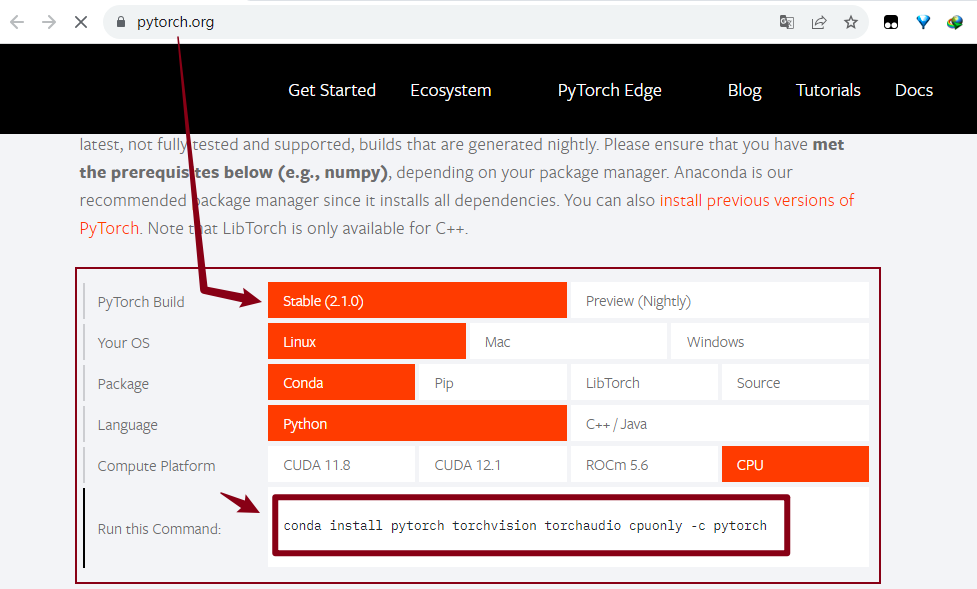 pytorch.org
Get Started Ecosystem PyTorch Edge Blog Tutorials Docs
latest, not fully tested and supported, builds that are generated nightly. Please ensure that you have met
the prerequisites below (e.g., numpy), depending on your package manager. Anaconda is our
recommended package manager since it installs all dependencies. You can also install previous versions of
PyTorch. Note that LibTorch is only available for C++.
PyTorch Build Stable (2.1.0) Preview (Nightly)
Your OS Linux Mac Windows
Package Conda Pip LibTorch Source
Language Python C++ / Java
Compute Platform CUDA 11.8 CUDA 12.1 ROCm 5.6 CPU
Run this Command: conda install pytorch torchvision torchaudio cpuonly -c pytorch